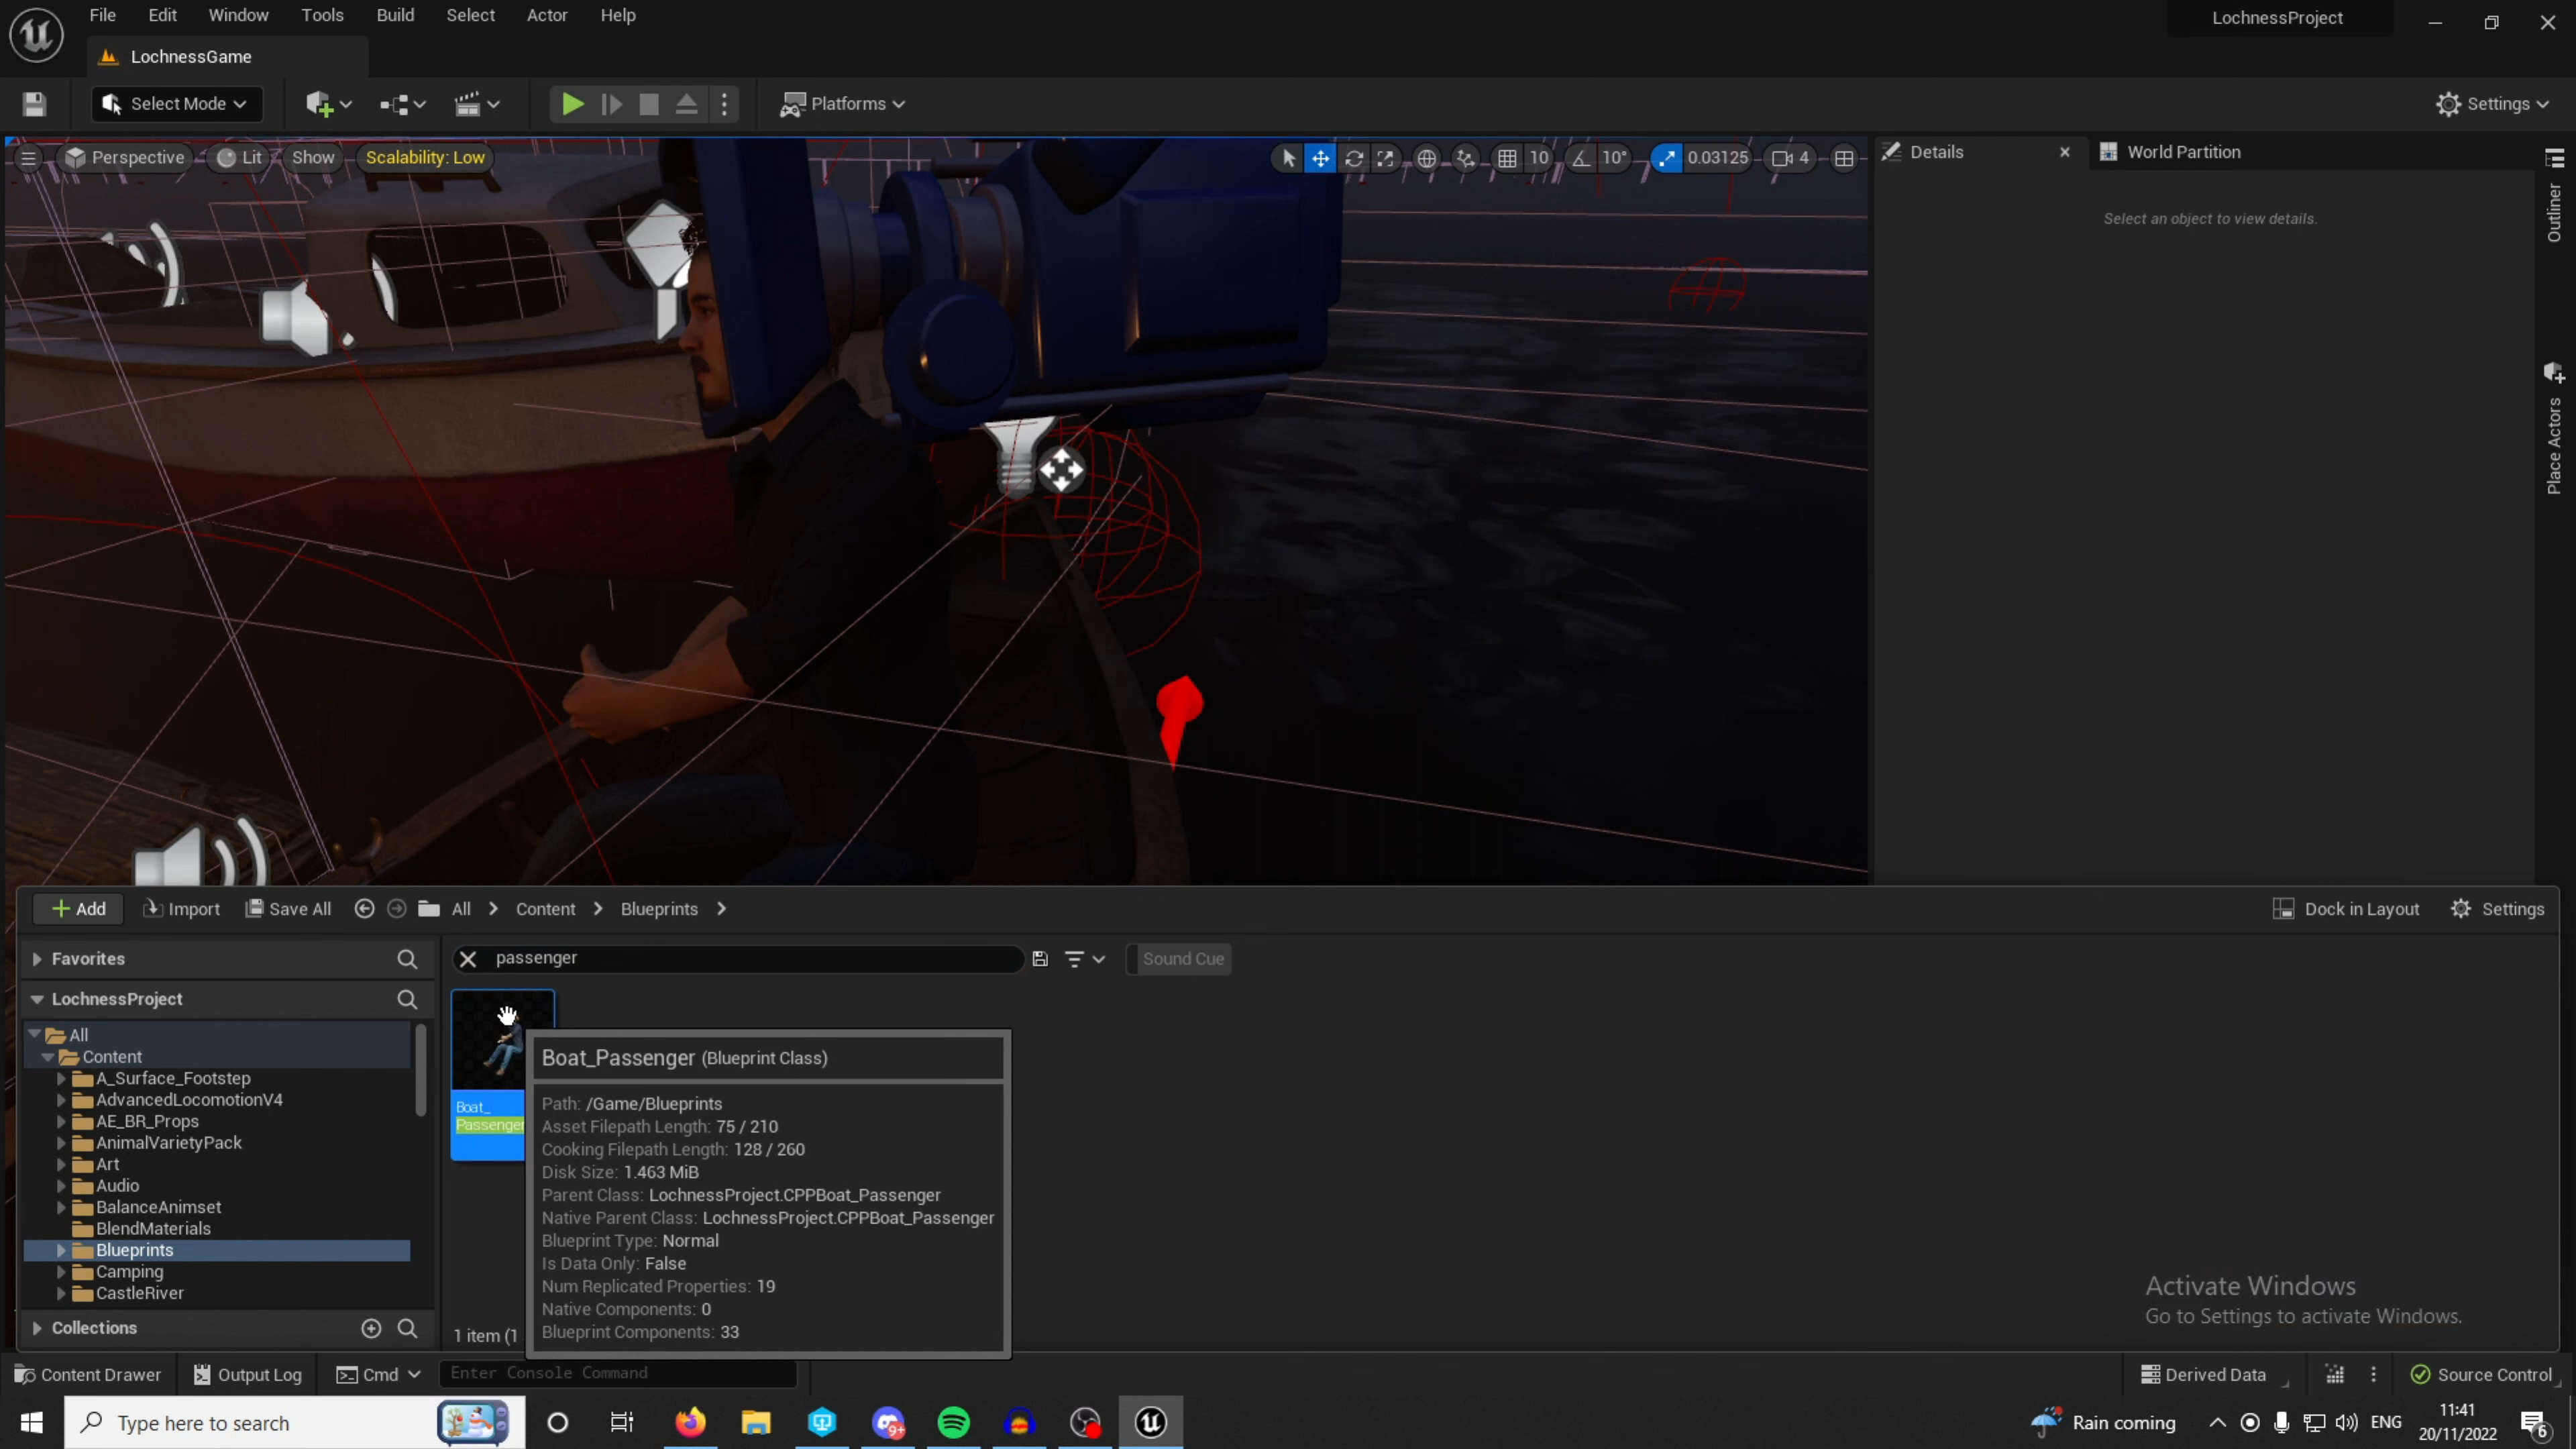 File Edit Window Tools Build Select Actor Help
LochnessProject
LochnessGame
Select Mode
Platforms
Settings
Perspective
Lit
Show
Scalability: Low
10
10°
0.03125
4
Details
World Partition
Select an object to view details.
Outliner
Place Actors
Add
Import
Save All
All
Content
Blueprints
Dock in Layout
Settings
Favorites
passenger
Sound Cue
LochnessProject
All
Content
A_Surface_Footstep
AdvancedLocomotionV4
AE_BR_Props
AnimalVarietyPack
Art
Audio
BalanceAnimset
BlendMaterials
Blueprints
Camping
CastleRiver
Collections
Boat_
Passenger
1 item (1
Boat_Passenger (Blueprint Class)
Path: /Game/Blueprints
Asset Filepath Length: 75 / 210
Cooking Filepath Length: 128 / 260
Disk Size: 1.463 MiB
Parent Class: LochnessProject.CPPBoat_Passenger
Native Parent Class: LochnessProject.CPPBoat_Passenger
Blueprint Type: Normal
Is Data Only: False
Num Replicated Properties: 19
Native Components: 0
Blueprint Components: 33
Activate Windows
Go to Settings to activate Windows.
Content Drawer
Output Log
Cmd
Enter Console Command
Derived Data
Source Control
Type here to search
9+
Rain coming
ENG
11:41
20/11/2022
6